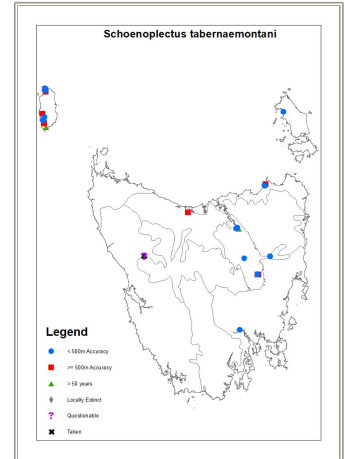 Schoenoplectus tabernaemontani
Legend
< 500m Accuracy
>= 500m Accuracy
> 50 years
Locally Extinct
Questionable
Taken